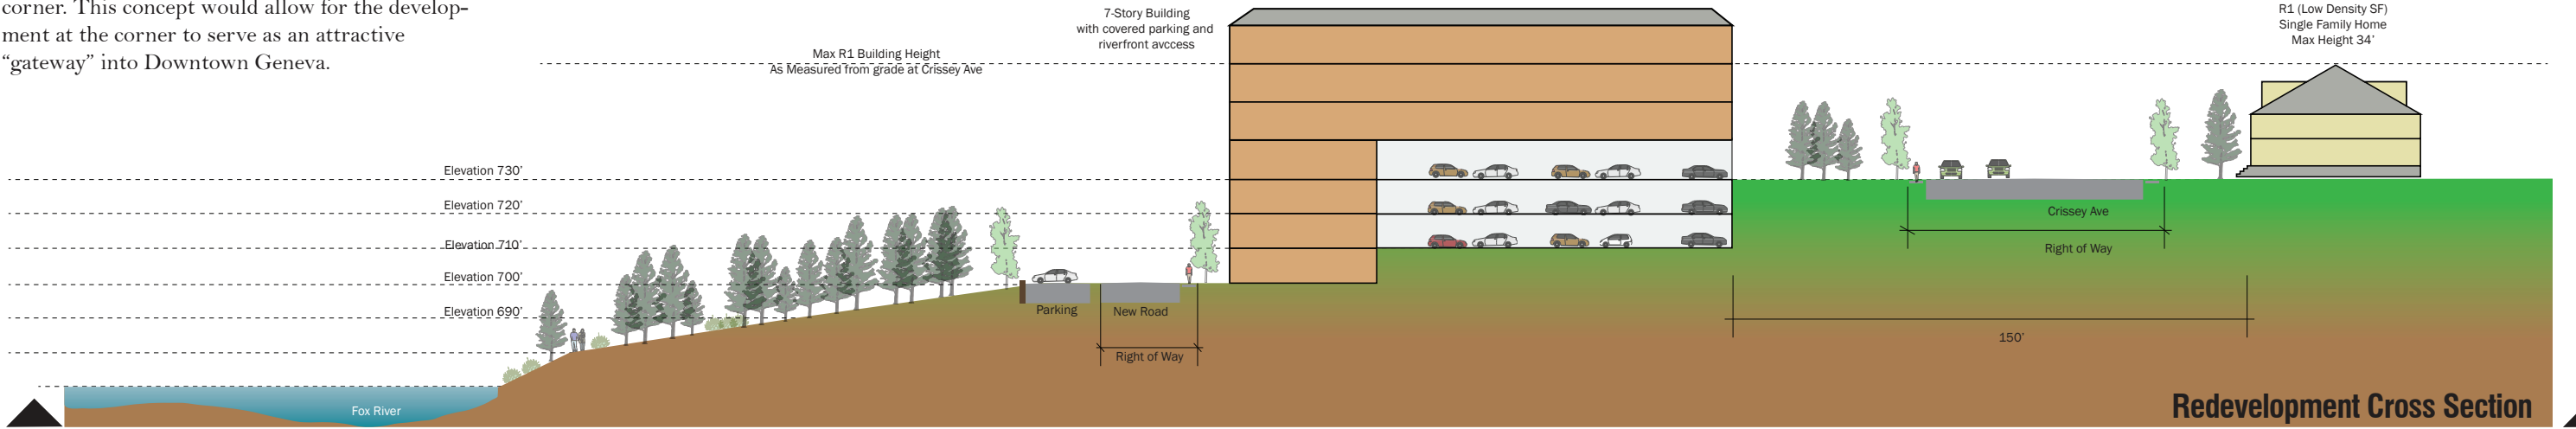 corner. This concept would allow for the develop-
ment at the corner to serve as an attractive
“gateway” into Downtown Geneva.
Max R1 Building Height
As Measured from grade at Crissey Ave
7-Story Building
with covered parking and
riverfront avccess
R1 (Low Density SF)
Single Family Home
Max Height 34'
Elevation 730'
Elevation 720'
Elevation 710'
Elevation 700'
Elevation 690'
Parking
New Road
Right of Way
Crissey Ave
Right of Way
150'
Fox River
Redevelopment Cross Section